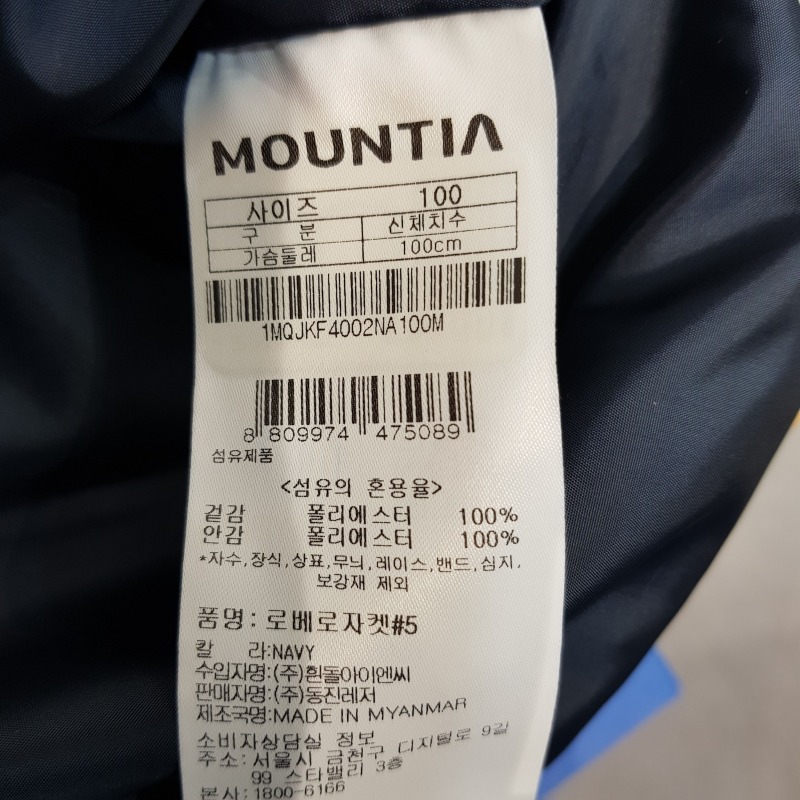 MOUNTIA
사이즈 100
구 분 신체치수
가슴둘레 100cm
1MQJKF4002NA100M
8 809974 475089
섬유제품
<섬유의 혼용율>
겉감 폴리에스터 100%
안감 폴리에스터 100%
*자수,장식,상표,무늬,레이스,밴드,심지,
보강재 제외
품명: 로베로자켓#5
칼 라:NAVY
수입자명:(주)흰돌아이엔씨
판매자명:(주)동진레저
제조국명:MADE IN MYANMAR
소비자상담실 정보
주소: 서울시 금천구 디지털로 9길
99 스타밸리 3층
본사: 1800-6166